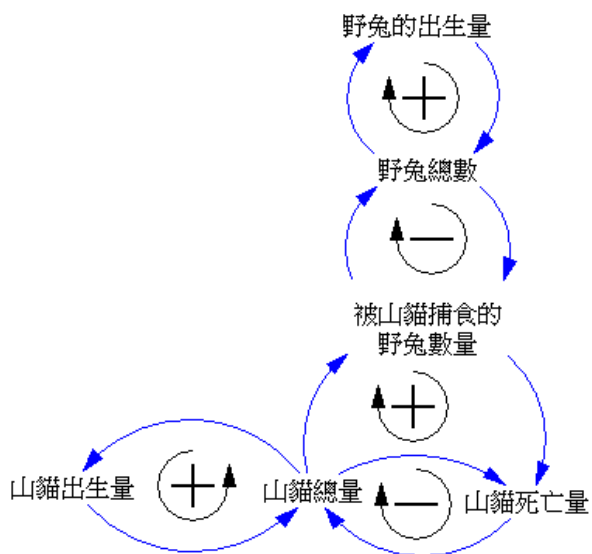 野兔的出生量
野兔總數
被山貓捕食的
野兔數量
山貓出生量
山貓總量
山貓死亡量